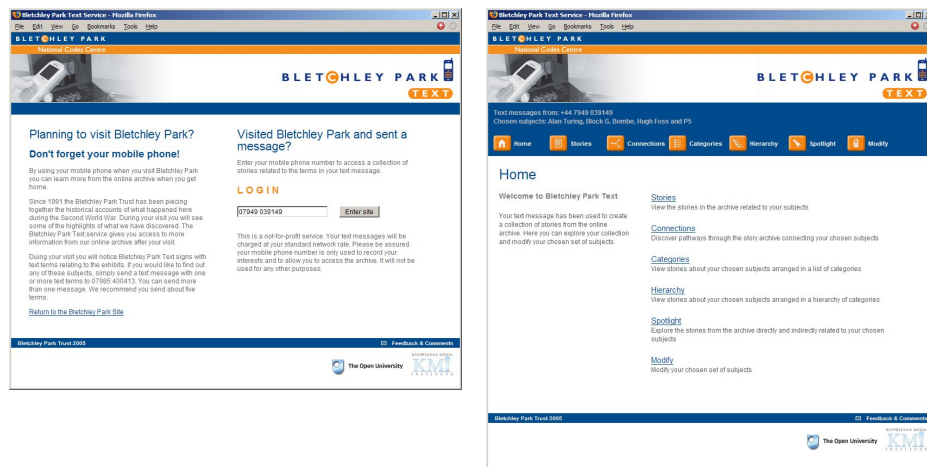 Bletchley Park Text Service - Mozilla Firefox
File Edit View Go Bookmarks Tools Help
BLETCHLEY PARK
National Codes Centre
BLETCHLEY PARK
TEXT
Planning to visit Bletchley Park?
Don't forget your mobile phone!
By using your mobile phone when you visit Bletchley Park
you can learn more from the online archive when you get
home.
Since 1991 the Bletchley Park Trust has been piecing
together the historical accounts of what happened here
during the Second World War. During your visit you will see
some of the highlights of what we have discovered. The
Bletchley Park Text service gives you access to more
information from our online archive after your visit.
Duing your visit you will notice Bletchley Park Text signs with
text terms relating to the exhibits. If you would like to find out
any of these subjects, simply send a text message with one
or more text terms to 07985 400413. You can send more
than one message. We recommend you send about five
terms.
Return to the Bletchley Park Site
Visited Bletchley Park and sent a
message?
Enter your mobile phone number to access a collection of
stories related to the terms in your text message.
LOGIN
07949 039149 Enter site
This is a not-for-profit service. Your text messages will be
charged at your standard network rate. Please be assured
your mobile phone number is only used to record your
interests and to allow you to access the archive. It will not be
used for any other purposes.
Bletchley Park Trust 2005 Feedback & Comments
The Open University
KNOWLEDGE MEDIA
KMi
INSTITUTE
Bletchley Park Text Service - Mozilla Firefox
File Edit View Go Bookmarks Tools Help
BLETCHLEY PARK
National Codes Centre
BLETCHLEY PARK
TEXT
Text messages from: +44 7949 039149
Chosen subjects: Alan Turing, Block G, Bombe, Hugh Foss and P5
Home Stories Connections Categories Hierarchy Spotlight Modify
Home
Welcome to Bletchley Park Text
Your text message has been used to create
a collection of stories from the online
archive. Here you can explore your collection
and modify your chosen set of subjects.
Stories
View the stories in the archive related to your subjects
Connections
Discover pathways through the story archive connecting your chosen subjects
Categories
View stories about your chosen subjects arranged in a list of categories
Hierarchy
View stories about your chosen subjects arranged in a hierarchy of categories
Spotlight
Explore the stories from the archive directly and indirectly related to your chosen
subjects
Modify
Modify your chosen set of subjects
Bletchley Park Trust 2005 Feedback & Comments
The Open University
KNOWLEDGE MEDIA
KMi
INSTITUTE